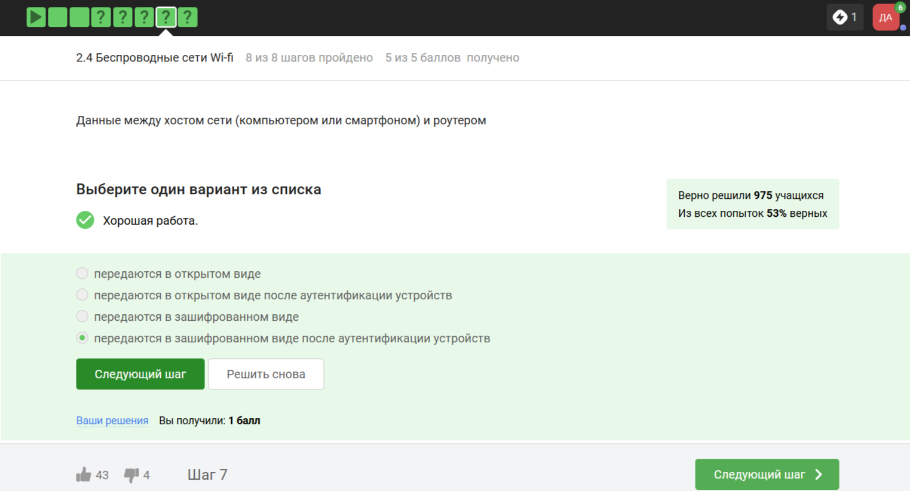 ? ? ? ? ?
1
ДА
6
2.4 Беспроводные сети Wi-fi 8 из 8 шагов пройдено 5 из 5 баллов получено
Данные между хостом сети (компьютером или смартфоном) и роутером
Выберите один вариант из списка
Хорошая работа.
Верно решили 975 учащихся
Из всех попыток 53% верных
передаются в открытом виде
передаются в открытом виде после аутентификации устройств
передаются в зашифрованном виде
передаются в зашифрованном виде после аутентификации устройств
Следующий шаг Решить снова
Ваши решения Вы получили: 1 балл
43 4 Шаг 7 Следующий шаг